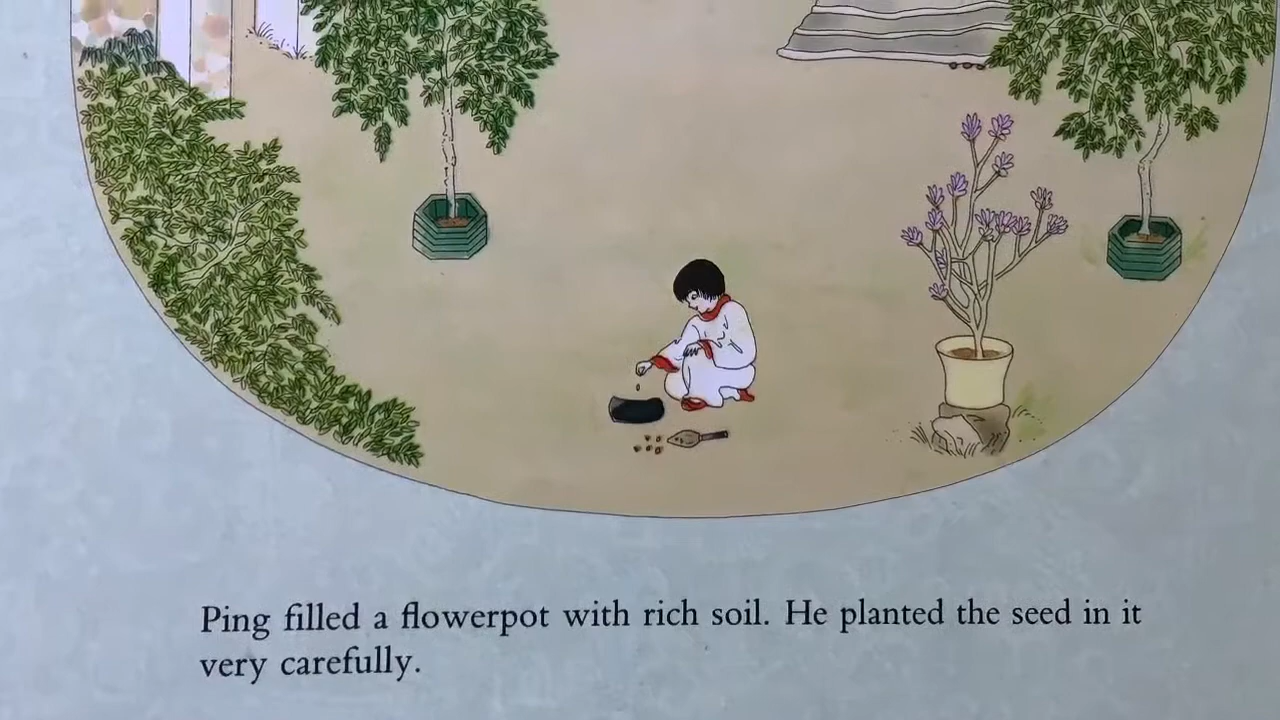 Ping filled a flowerpot with rich soil. He planted the seed in it
very carefully.